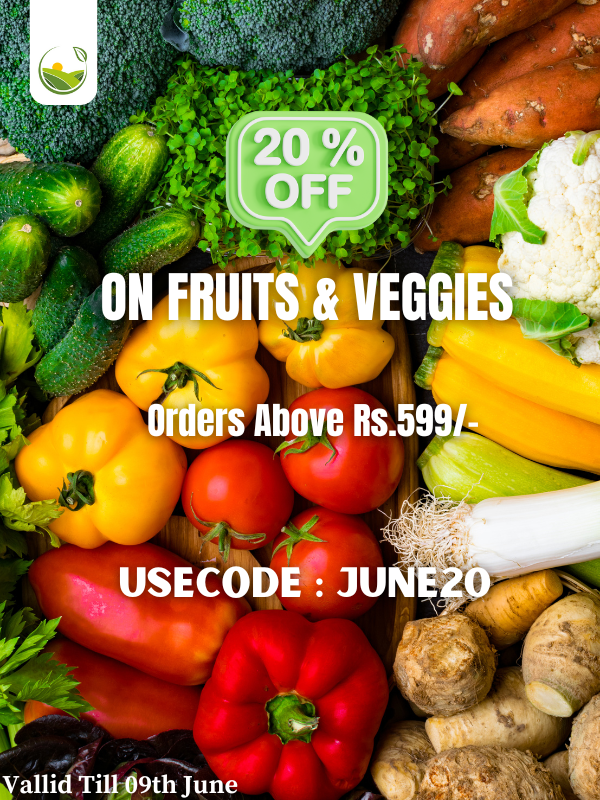 20 %
OFF
ON FRUITS & VEGGIES
Orders Above Rs.599/-
USECODE : JUNE20
Vallid Till 09th June